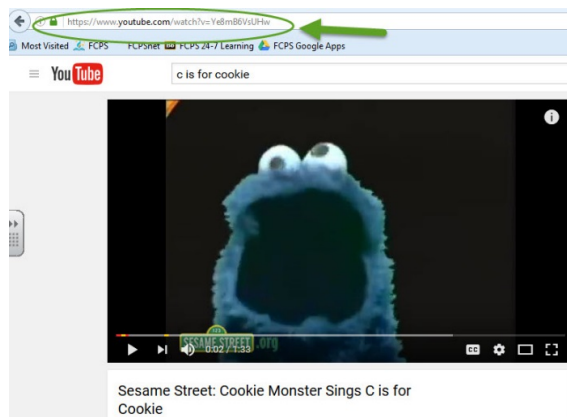 https://www.youtube.com/watch?v=Ye8mB6VsUHw
Most Visited FCPS FCPSnet FCPS 24-7 Learning FCPS Google Apps
YouTube c is for cookie
SESAME STREET.org
0:02 / 1:33
CC
Sesame Street: Cookie Monster Sings C is for
Cookie